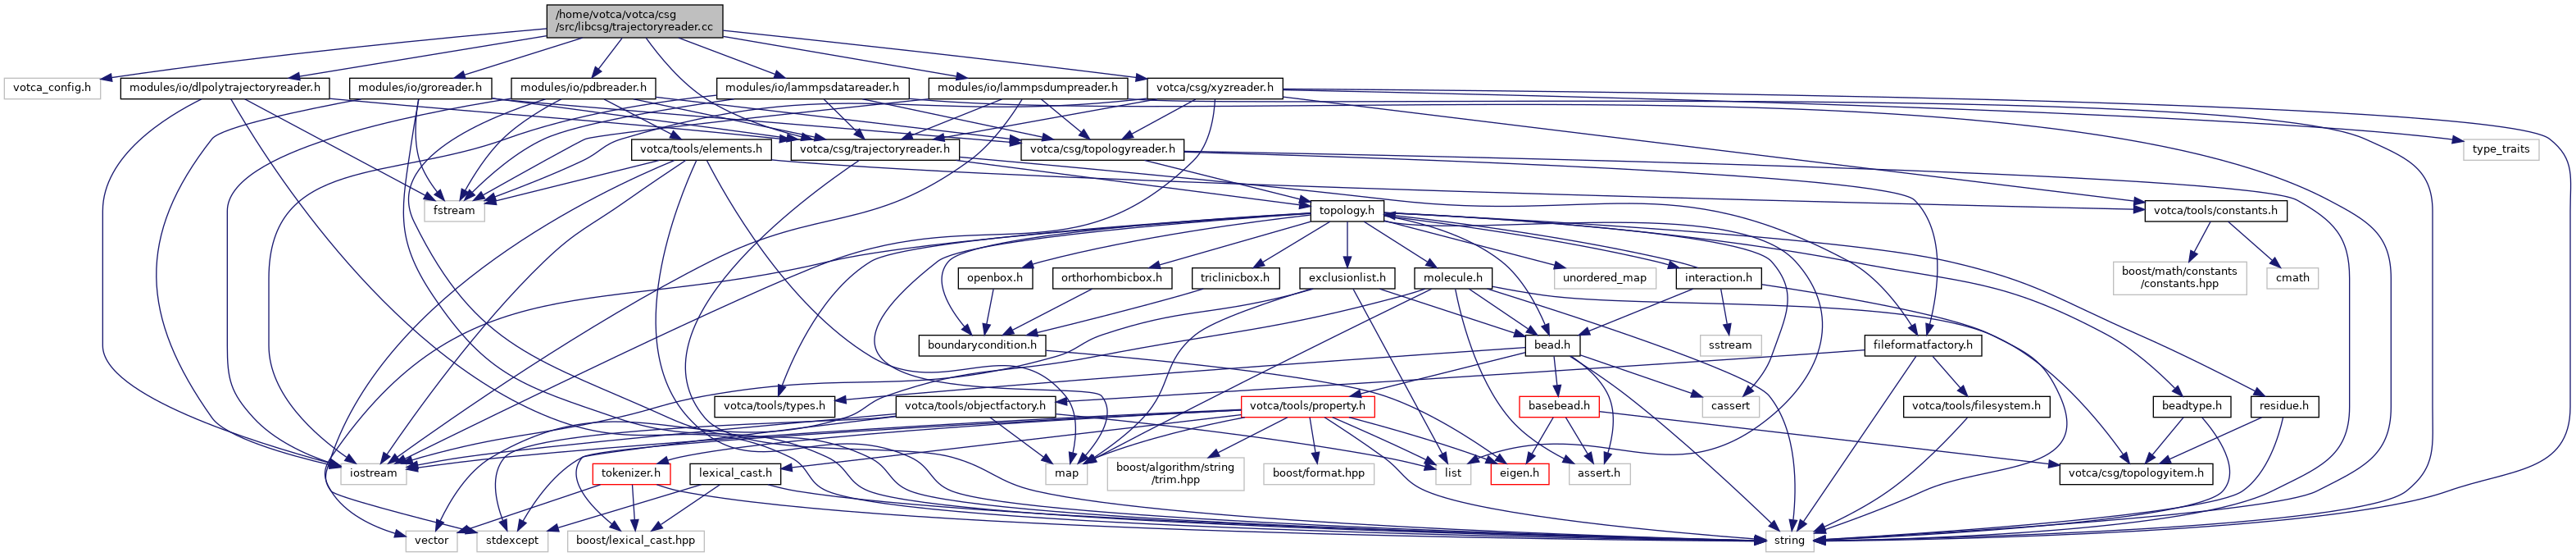 /home/votca/votca/csg
/src/libcsg/trajectoryreader.cc
votca_config.h
modules/io/dlpolytrajectoryreader.h
modules/io/groreader.h
modules/io/pdbreader.h
modules/io/lammpsdatareader.h
modules/io/lammpsdumpreader.h
votca/csg/xyzreader.h
votca/tools/elements.h
votca/csg/trajectoryreader.h
votca/csg/topologyreader.h
type_traits
fstream
topology.h
votca/tools/constants.h
openbox.h
orthorhombicbox.h
triclinicbox.h
exclusionlist.h
molecule.h
unordered_map
interaction.h
boost/math/constants
/constants.hpp
cmath
boundarycondition.h
bead.h
sstream
fileformatfactory.h
votca/tools/types.h
votca/tools/objectfactory.h
votca/tools/property.h
basebead.h
cassert
votca/tools/filesystem.h
beadtype.h
residue.h
iostream
tokenizer.h
lexical_cast.h
map
boost/algorithm/string
/trim.hpp
boost/format.hpp
list
eigen.h
assert.h
votca/csg/topologyitem.h
vector
stdexcept
boost/lexical_cast.hpp
string